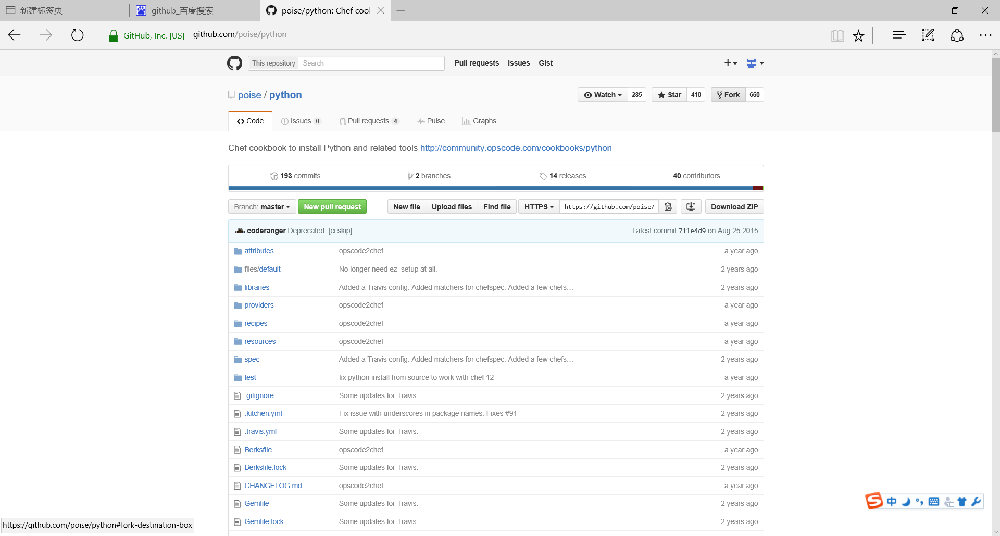 新建标签页
github_百度搜索
poise/python: Chef cool
GitHub, Inc. [US] github.com/poise/python
This repository Search Pull requests Issues Gist
poise / python Watch 285 Star 410 Fork 660
Code Issues 0 Pull requests 4 Pulse Graphs
Chef cookbook to install Python and related tools http://community.opscode.com/cookbooks/python
193 commits 2 branches 14 releases 40 contributors
Branch: master New pull request New file Upload files Find file HTTPS https://github.com/poise/ Download ZIP
coderanger Deprecated. [ci skip] Latest commit 711e4d9 on Aug 25 2015
attributes opscode2chef a year ago
files/default No longer need ez_setup at all. 2 years ago
libraries Added a Travis config. Added matchers for chefspec. Added a few chefs… 2 years ago
providers opscode2chef a year ago
recipes opscode2chef a year ago
resources opscode2chef a year ago
spec Added a Travis config. Added matchers for chefspec. Added a few chefs… 2 years ago
test fix python install from source to work with chef 12 a year ago
.gitignore Some updates for Travis. 2 years ago
.kitchen.yml Fix issue with underscores in package names. Fixes #91 2 years ago
.travis.yml Some updates for Travis. 2 years ago
Berksfile opscode2chef a year ago
Berksfile.lock Some updates for Travis. 2 years ago
CHANGELOG.md opscode2chef a year ago
Gemfile Some updates for Travis. 2 years ago
Gemfile.lock Some updates for Travis. 2 years ago
S 中
https://github.com/poise/python#fork-destination-box